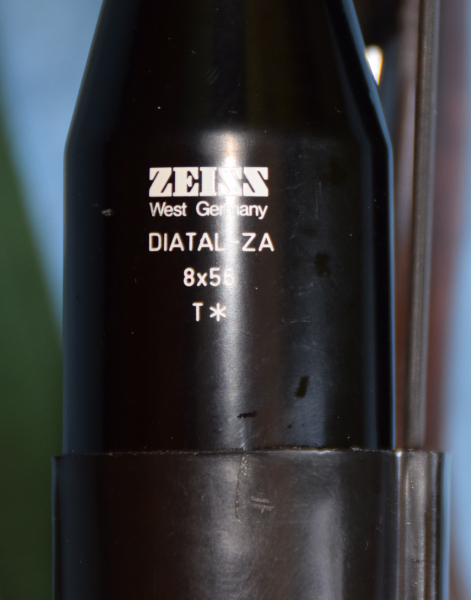 ZEISS
West Germany
DIATAL-ZA
8x56
T*